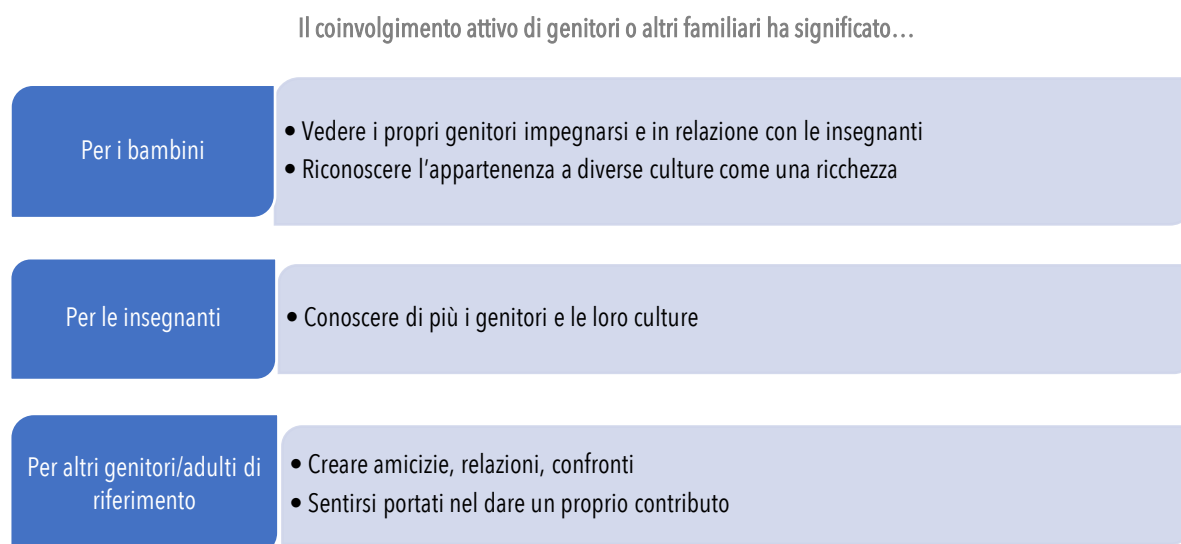 Il coinvolgimento attivo di genitori o altri familiari ha significato…
Per i bambini
• Vedere i propri genitori impegnarsi e in relazione con le insegnanti
• Riconoscere l’appartenenza a diverse culture come una ricchezza
Per le insegnanti
• Conoscere di più i genitori e le loro culture
Per altri genitori/adulti di
riferimento
• Creare amicizie, relazioni, confronti
• Sentirsi portati nel dare un proprio contributo